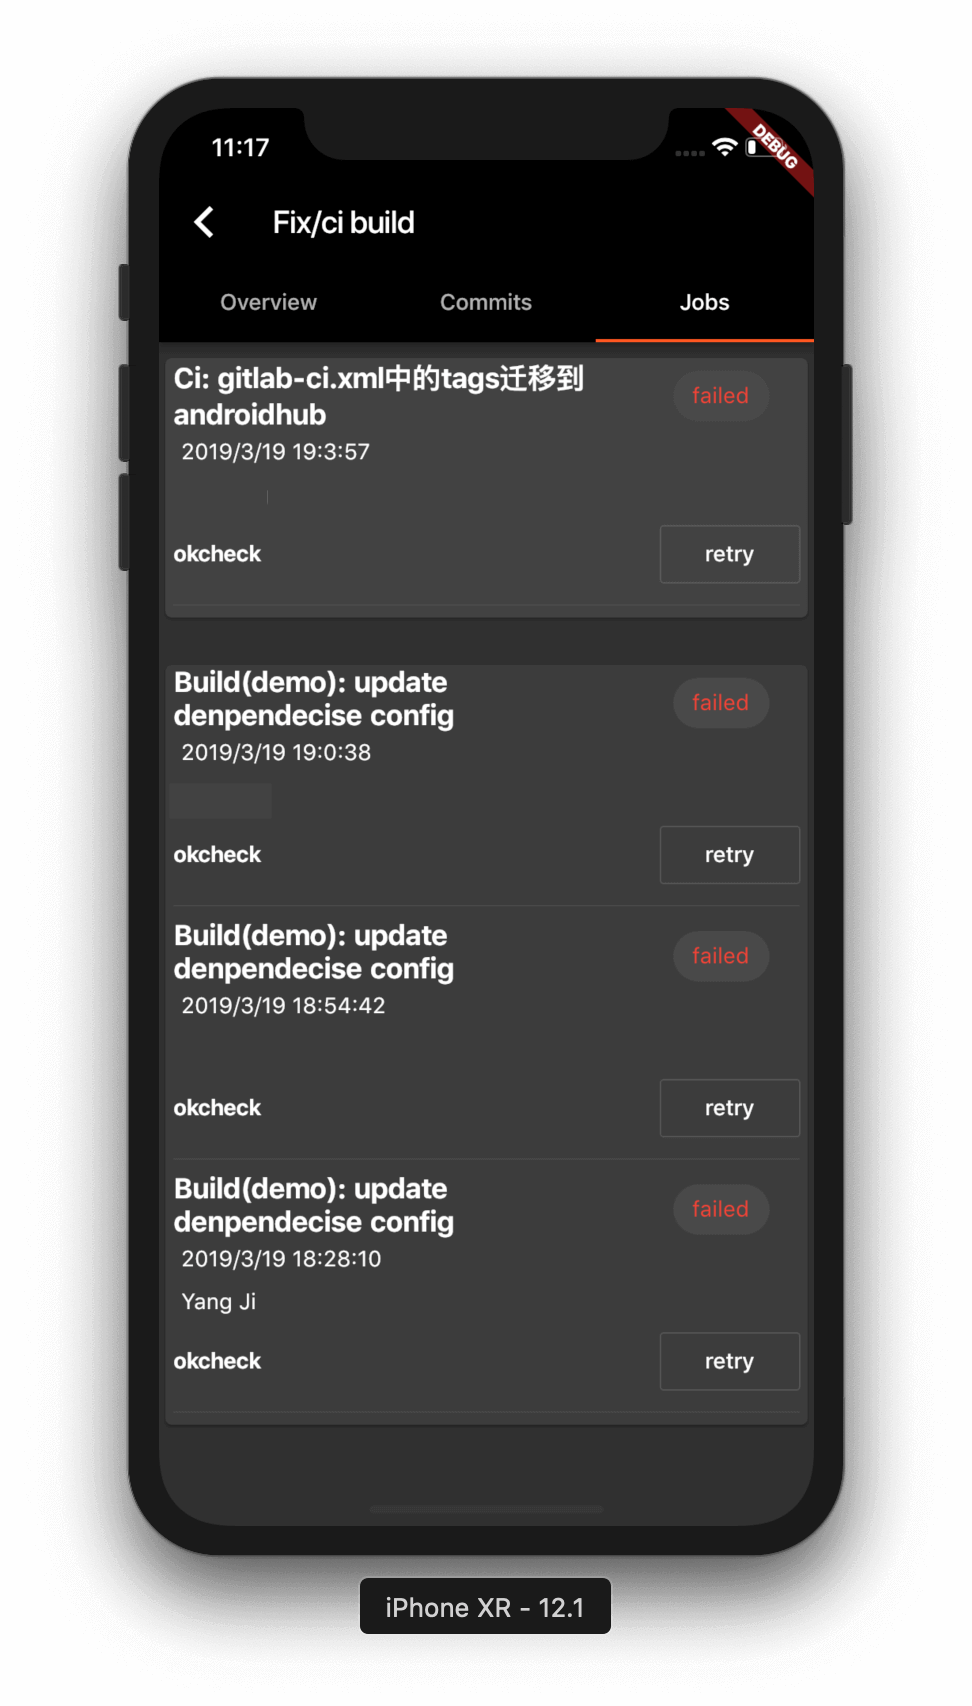 11:17
DEBUG
Fix/ci build
Overview Commits Jobs
Ci: gitlab-ci.xml中的tags迁移到
androidhub
failed
2019/3/19 19:3:57
okcheck
retry
Build(demo): update
denpendecise config
failed
2019/3/19 19:0:38
okcheck
retry
Build(demo): update
denpendecise config
failed
2019/3/19 18:54:42
okcheck
retry
Build(demo): update
denpendecise config
failed
2019/3/19 18:28:10
Yang Ji
okcheck
retry
iPhone XR - 12.1